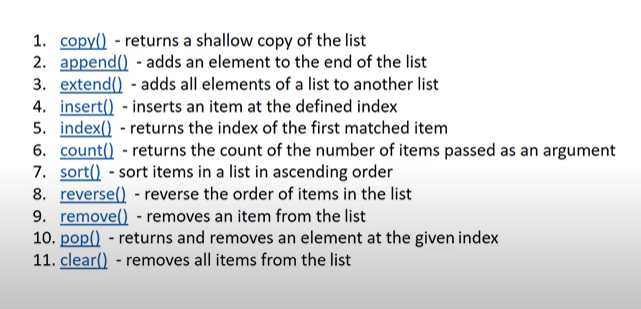 1. copy() - returns a shallow copy of the list
2. append() - adds an element to the end of the list
3. extend() - adds all elements of a list to another list
4. insert() - inserts an item at the defined index
5. index() - returns the index of the first matched item
6. count() - returns the count of the number of items passed as an argument
7. sort() - sort items in a list in ascending order
8. reverse() - reverse the order of items in the list
9. remove() - removes an item from the list
10. pop() - returns and removes an element at the given index
11. clear() - removes all items from the list